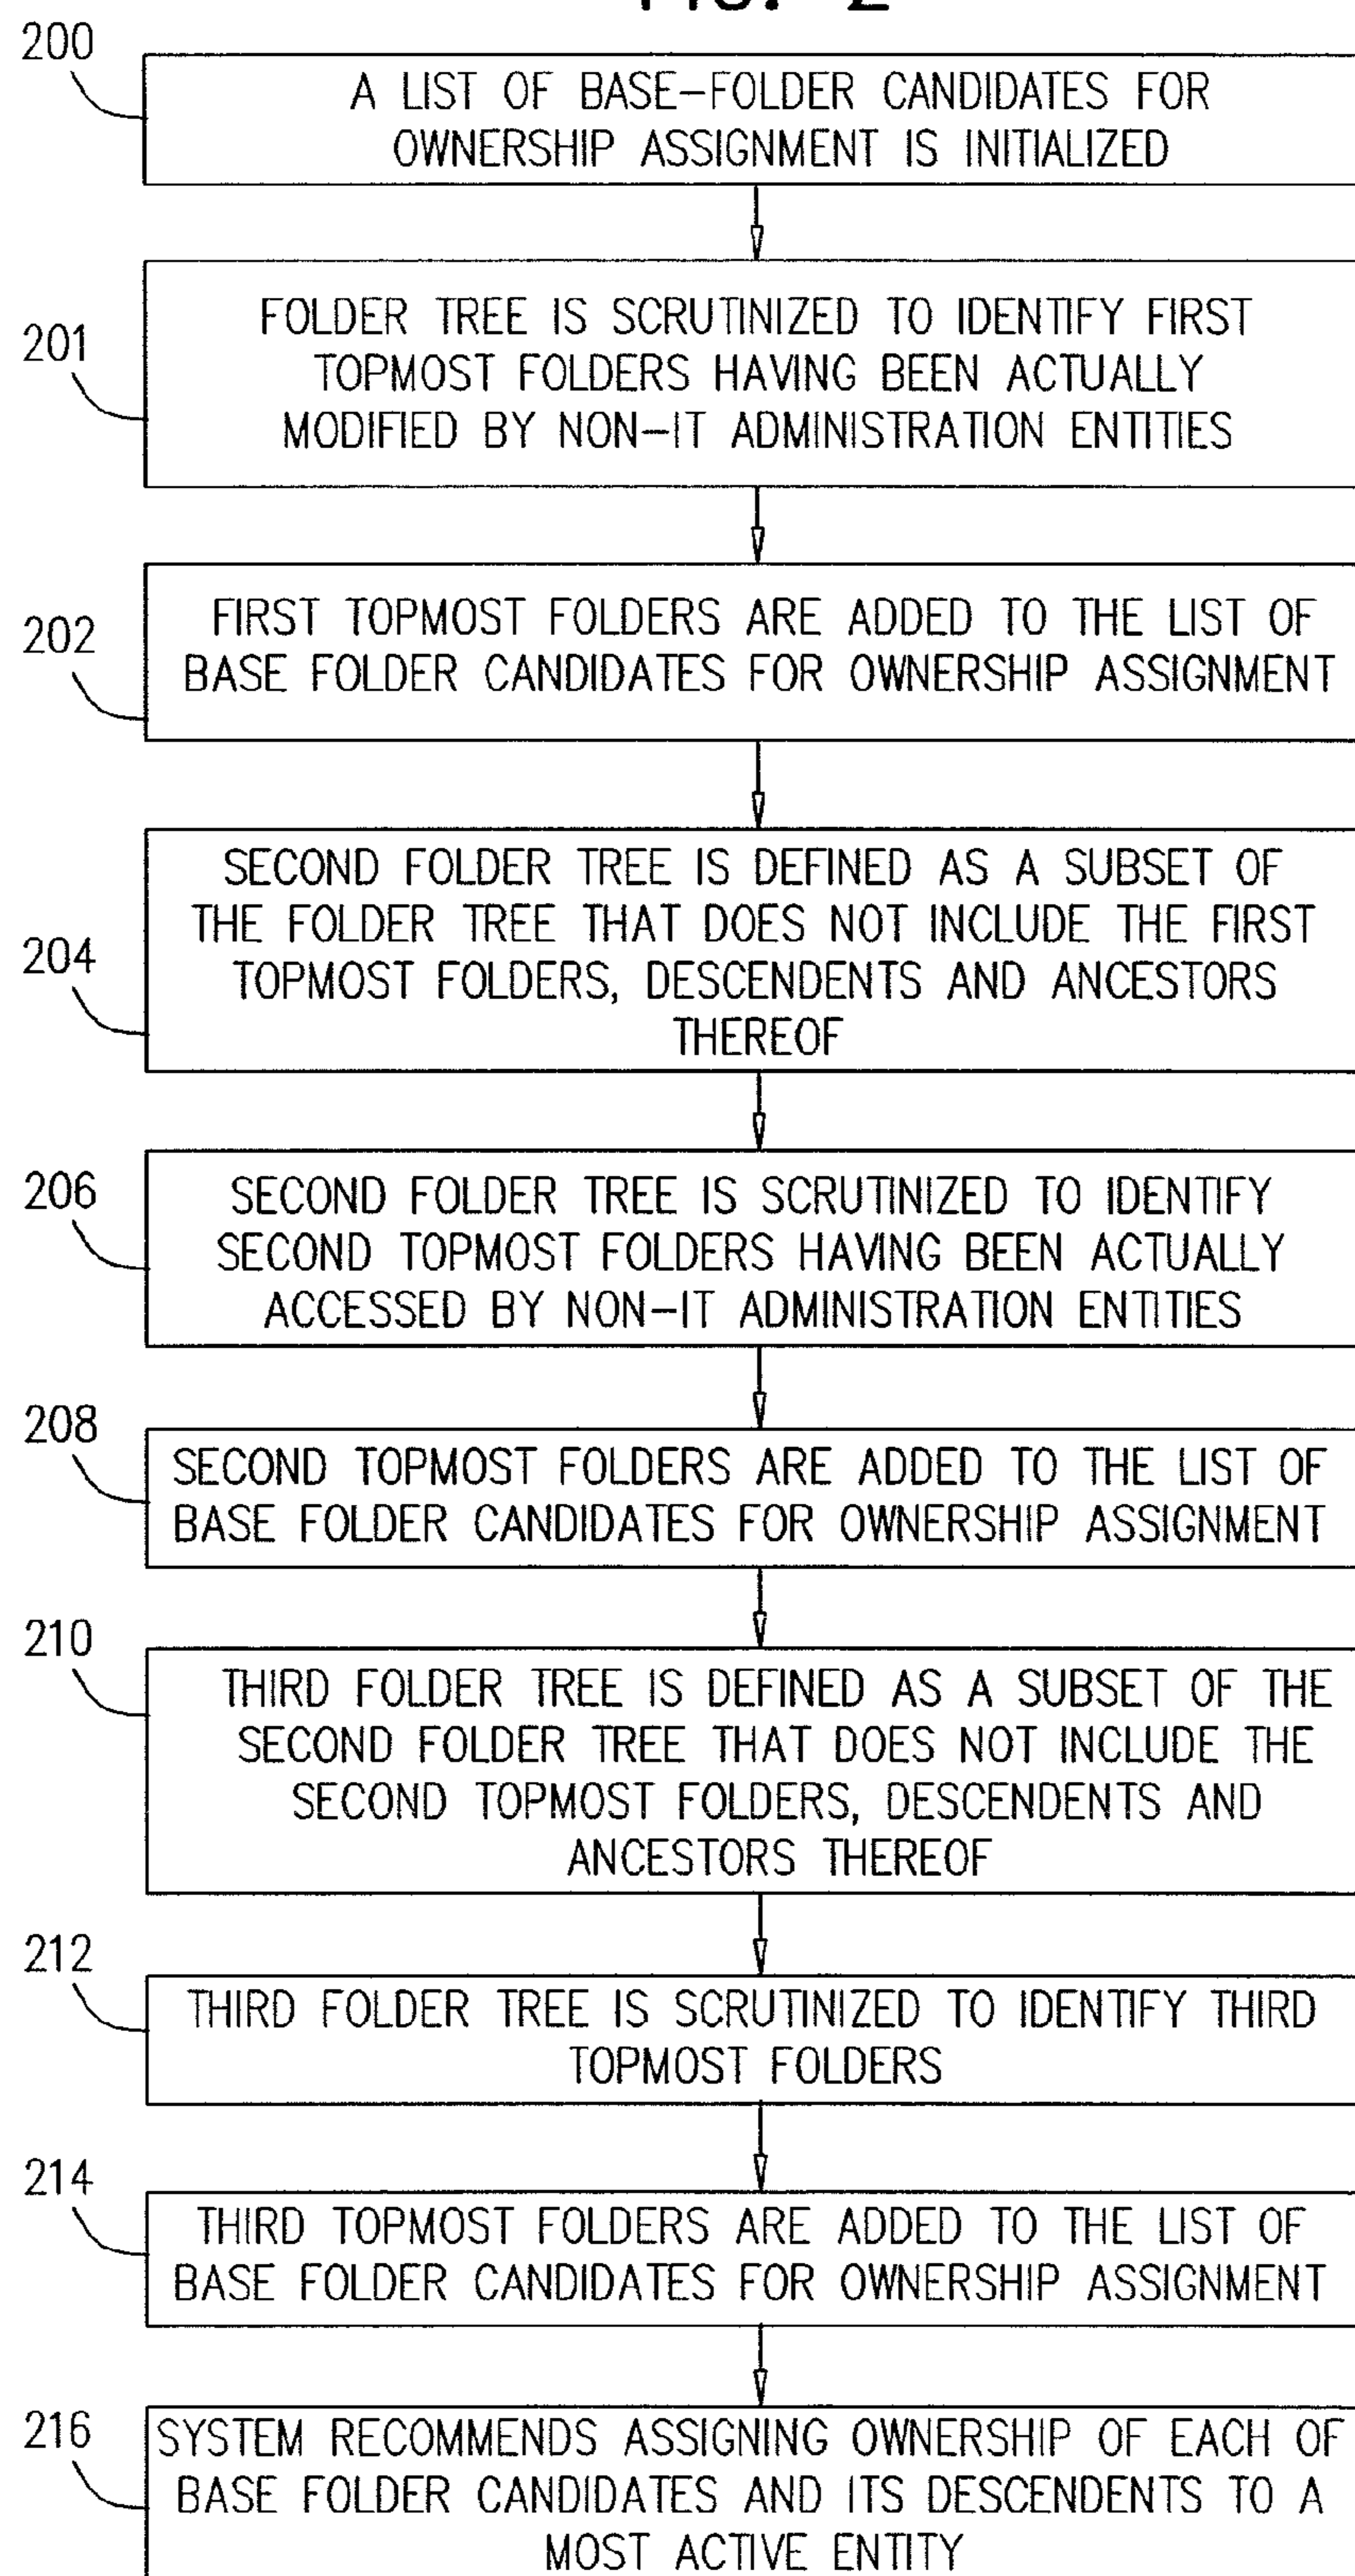 FIG. 2
200
A LIST OF BASE-FOLDER CANDIDATES FOR
OWNERSHIP ASSIGNMENT IS INITIALIZED
201
FOLDER TREE IS SCRUTINIZED TO IDENTIFY FIRST
TOPMOST FOLDERS HAVING BEEN ACTUALLY
MODIFIED BY NON-IT ADMINISTRATION ENTITIES
202
FIRST TOPMOST FOLDERS ARE ADDED TO THE LIST OF
BASE FOLDER CANDIDATES FOR OWNERSHIP ASSIGNMENT
204
SECOND FOLDER TREE IS DEFINED AS A SUBSET OF
THE FOLDER TREE THAT DOES NOT INCLUDE THE FIRST
TOPMOST FOLDERS, DESCENDENTS AND ANCESTORS
THEREOF
206
SECOND FOLDER TREE IS SCRUTINIZED TO IDENTIFY
SECOND TOPMOST FOLDERS HAVING BEEN ACTUALLY
ACCESSED BY NON-IT ADMINISTRATION ENTITIES
208
SECOND TOPMOST FOLDERS ARE ADDED TO THE LIST OF
BASE FOLDER CANDIDATES FOR OWNERSHIP ASSIGNMENT
210
THIRD FOLDER TREE IS DEFINED AS A SUBSET OF THE
SECOND FOLDER TREE THAT DOES NOT INCLUDE THE
SECOND TOPMOST FOLDERS, DESCENDENTS AND
ANCESTORS THEREOF
212
THIRD FOLDER TREE IS SCRUTINIZED TO IDENTIFY THIRD
TOPMOST FOLDERS
214
THIRD TOPMOST FOLDERS ARE ADDED TO THE LIST OF
BASE FOLDER CANDIDATES FOR OWNERSHIP ASSIGNMENT
216
SYSTEM RECOMMENDS ASSIGNING OWNERSHIP OF EACH OF
BASE FOLDER CANDIDATES AND ITS DESCENDENTS TO A
MOST ACTIVE ENTITY